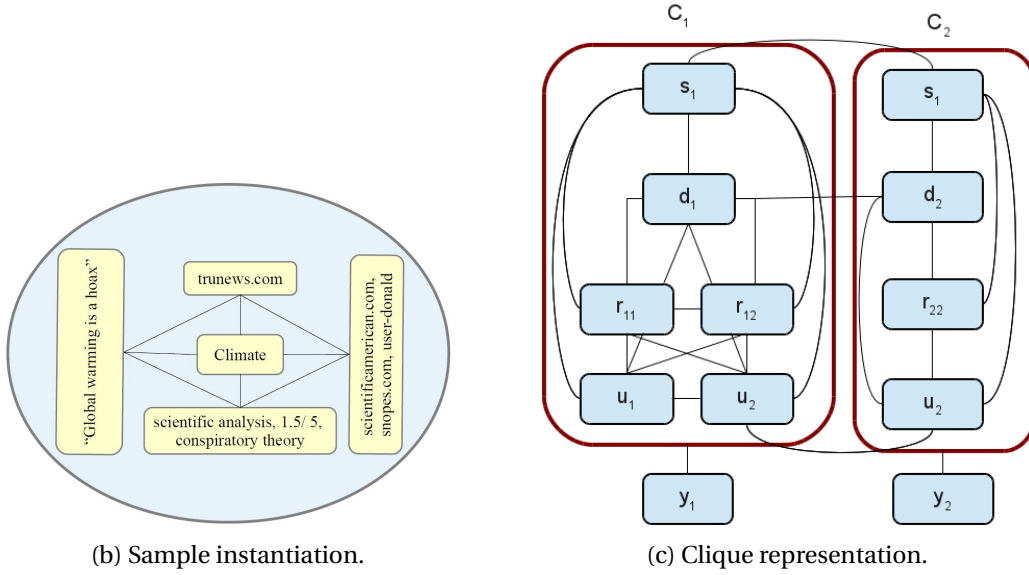 “Global warming is a hoax”
trunews.com
Climate
scientific analysis, 1.5/ 5,
conspiratory theory
scientificamerican.com,
snopes.com, user-donald
(b) Sample instantiation.
C1
s1
d1
r11
r12
u1
u2
y1
C2
s1
d2
r22
u2
y2
(c) Clique representation.